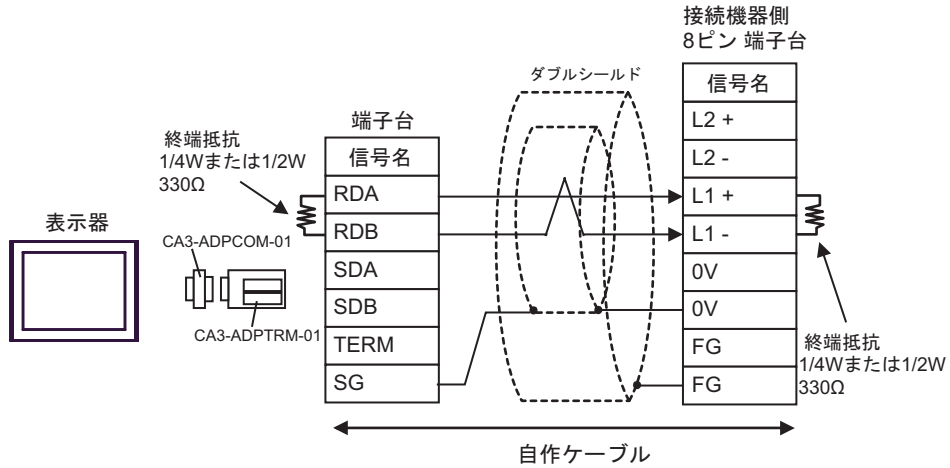 接続機器側
8ピン 端子台
ダブルシールド
信号名
L2 +
L2 -
L1 +
L1 -
0V
0V
FG
FG
端子台
信号名
RDA
RDB
SDA
SDB
TERM
SG
終端抵抗
1/4Wまたは1/2W
330Ω
表示器
CA3-ADPCOM-01
CA3-ADPTRM-01
終端抵抗
1/4Wまたは1/2W
330Ω
自作ケーブル